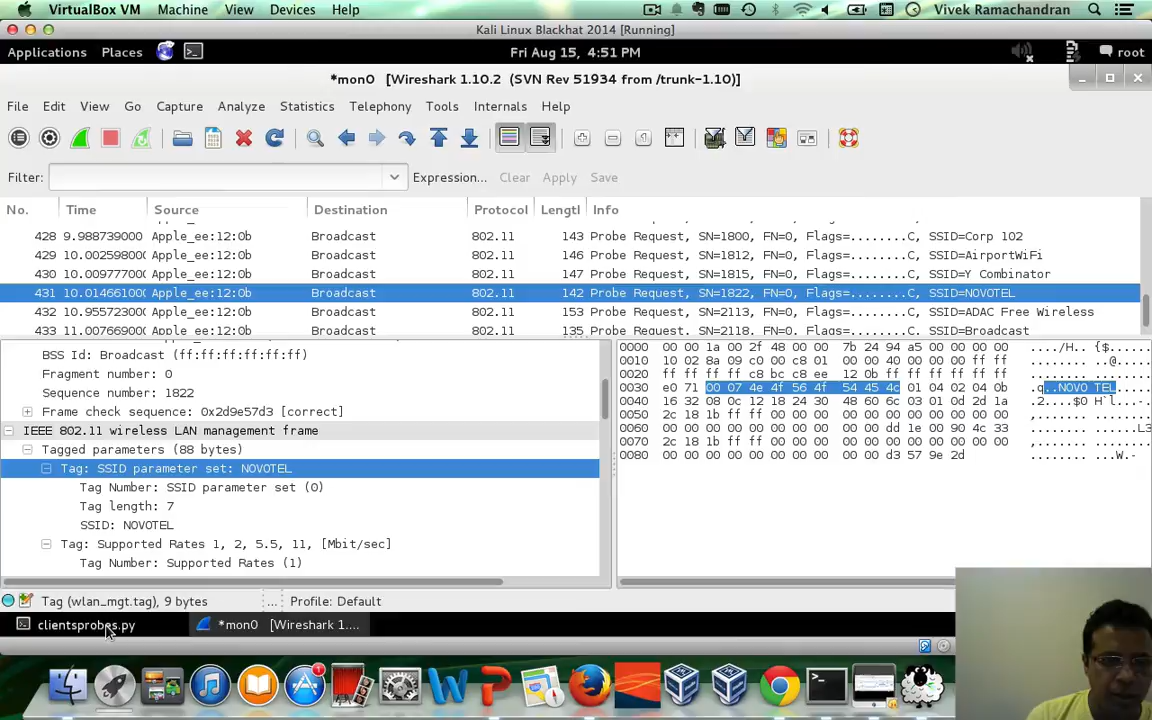 VirtualBox VM Machine View Devices Help Vivek Ramachandran
Kali Linux Blackhat 2014 [Running]
Applications Places Fri Aug 15, 4:51 PM root
*mon0 [Wireshark 1.10.2 (SVN Rev 51934 from /trunk-1.10)]
File Edit View Go Capture Analyze Statistics Telephony Tools Internals Help
Filter: Expression... Clear Apply Save
No. Time Source Destination Protocol Lengtl Info
428 9.988739000 Apple_ee:12:0b Broadcast 802.11 143 Probe Request, SN=1800, FN=0, Flags=........C, SSID=Corp 102
429 10.00259800( Apple_ee:12:0b Broadcast 802.11 146 Probe Request, SN=1812, FN=0, Flags=........C, SSID=AirportWiFi
430 10.00977700( Apple_ee:12:0b Broadcast 802.11 147 Probe Request, SN=1815, FN=0, Flags=........C, SSID=Y Combinator
431 10.01466100( Apple_ee:12:0b Broadcast 802.11 142 Probe Request, SN=1822, FN=0, Flags=........C, SSID=NOVOTEL
432 10.95572300( Apple_ee:12:0b Broadcast 802.11 153 Probe Request, SN=2113, FN=0, Flags=........C, SSID=ADAC Free Wireless
433 11.00766900( Apple_ee:12:0b Broadcast 802.11 135 Probe Request, SN=2118, FN=0, Flags=........C, SSID=Broadcast
BSS Id: Broadcast (ff:ff:ff:ff:ff:ff)
Fragment number: 0
Sequence number: 1822
Frame check sequence: 0x2d9e57d3 [correct]
IEEE 802.11 wireless LAN management frame
Tagged parameters (88 bytes)
Tag: SSID parameter set: NOVOTEL
Tag Number: SSID parameter set (0)
Tag length: 7
SSID: NOVOTEL
Tag: Supported Rates 1, 2, 5.5, 11, [Mbit/sec]
Tag Number: Supported Rates (1)
0000 00 00 1a 00 2f 48 00 00 7b 24 94 a5 00 00 00 00 ..../H.. {$......
0010 10 02 8a 09 c0 00 c8 01 00 00 40 00 00 00 ff ff ........ ..@.....
0020 ff ff ff ff c8 bc c8 ee 12 0b ff ff ff ff ff ff ........ ........
0030 e0 71 00 07 4e 4f 56 4f 54 45 4c 01 04 02 04 0b .q..NOVO TEL.....
0040 16 32 08 0c 12 18 24 30 48 60 6c 03 01 0d 2d 1a .2....$0 H`l...-.
0050 2c 18 1b ff ff 00 00 00 00 00 00 00 00 00 00 00 ,....... ........
0060 00 00 00 00 00 00 00 00 00 00 dd 1e 00 90 4c 33 ........ ......L3
0070 2c 18 1b ff ff 00 00 00 00 00 00 00 00 00 00 00 ,....... ........
0080 00 00 00 00 00 00 00 00 00 00 d3 57 9e 2d ........ ...W.-
Tag (wlan_mgt.tag), 9 bytes ... Profile: Default
clientsprobes.py *mon0 [Wireshark 1....